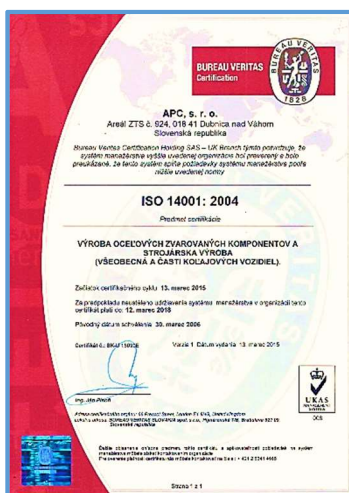 BUREAU VERITAS
Certification
BUREAU VERITAS
1828
APC, s. r. o.
Areál ZTS č. 924, 018 41 Dubnica nad Váhom
Slovenská republika
Bureau Veritas Certification Holding SAS – UK Branch týmto potvrdzuje, že
systém manažérstva vyššie uvedenej organizácie bol preverený a bolo
preukázané, že tento systém spĺňa požiadavky systému manažérstva podľa
nižšie uvedenej normy
ISO 14001: 2004
Predmet certifikácie
VÝROBA OCEĽOVÝCH ZVAROVANÝCH KOMPONENTOV A
STROJÁRSKA VÝROBA
(VŠEOBECNÁ A ČASTI KOĽAJOVÝCH VOZIDIEL).
Začiatok certifikačného cyklu 13. marec 2015
Za predpokladu neustáleho udržiavania systému manažérstva v organizácii tento
certifikát platí do: 12. marec 2018
Pôvodný dátum schválenia 30. marec 2006
Certifikát č.: Verzia 1 Dátum vydania 13 marec 2015
Ing.
UKAS
MANAGEMENT
SYSTEMS
008
Strana 1 z 1